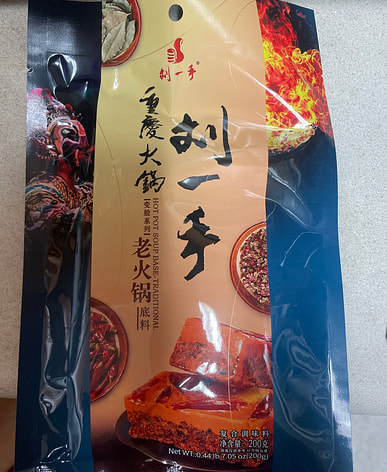 刘一手
刘一手
重慶火鍋
【变脸系列】
老火锅
底料
HOT POT SOUP BASE-TRADITIONAL
复合调味料
净含量:200g
Net WT.:0.44 lb 7.05 oz(200g)